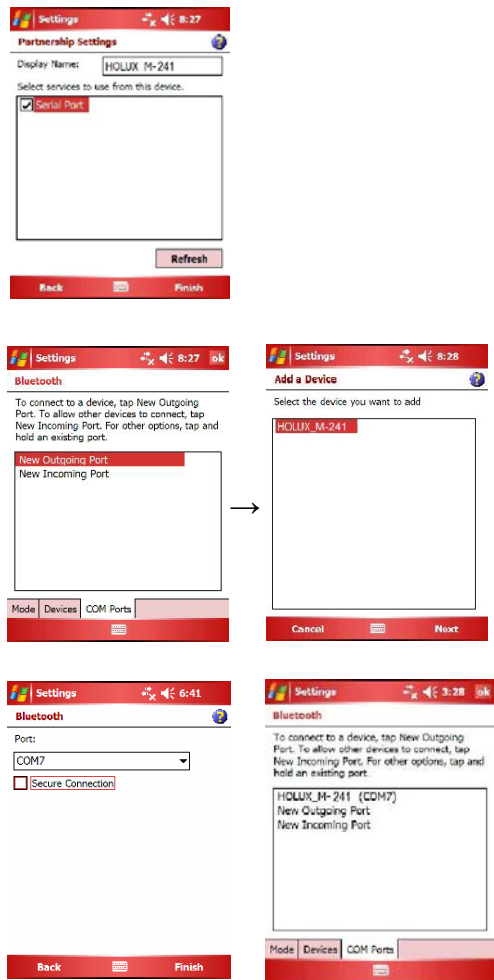 Settings 8:27
Partnership Settings
Display Name: HOLUX M-241
Select services to use from this device.
Serial Port
Refresh
Back Finish
Settings 8:27 ok
Bluetooth
To connect to a device, tap New Outgoing
Port. To allow other devices to connect, tap
New Incoming Port. For other options, tap and
hold an existing port.
New Outgoing Port
New Incoming Port
Mode Devices COM Ports
→
Settings 8:28
Add a Device
Select the device you want to add
HOLUX_M-241
Cancel Next
Settings 6:41
Bluetooth
Port:
COM7
Secure Connection
Back Finish
Settings 3:28 ok
Bluetooth
To connect to a device, tap New Outgoing
Port. To allow other devices to connect, tap
New Incoming Port. For other options, tap and
hold an existing port.
HOLUX_M-241 (COM7)
New Outgoing Port
New Incoming Port
Mode Devices COM Ports